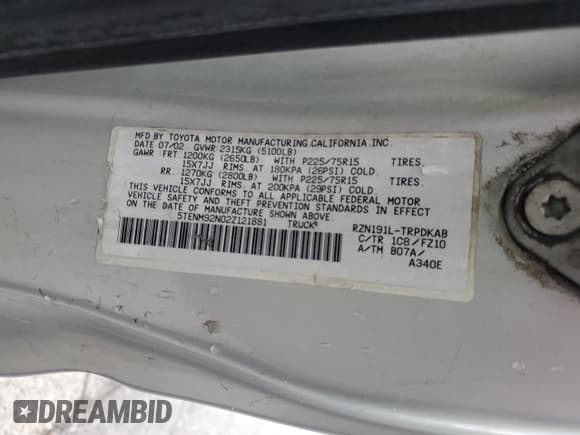 MFD BY TOYOTA MOTOR MANUFACTURING,CALIFORNIA,INC.
DATE 07/02 GVWR 2315KG (5100LB)
GAWR FRT. 1200KG (2650LB) WITH P225/75R15 TIRES,
15X7JJ RIMS, AT 180KPA (26PSI) COLD.
RR. 1270KG (2800LB) WITH P225/75R15 TIRES,
15X7JJ RIMS, AT 200KPA (29PSI) COLD.
THIS VEHICLE CONFORMS TO ALL APPLICABLE FEDERAL MOTOR
VEHICLE SAFETY AND THEFT PREVENTION STANDARDS IN EFFECT ON THE
DATE OF MANUFACTURE SHOWN ABOVE.
5TENM92N02Z121881 TRUCK
RZN191L-TRPDKAB
C/TR 1C8 / FZ10
A/TM B07A /
A340E
DREAMBID